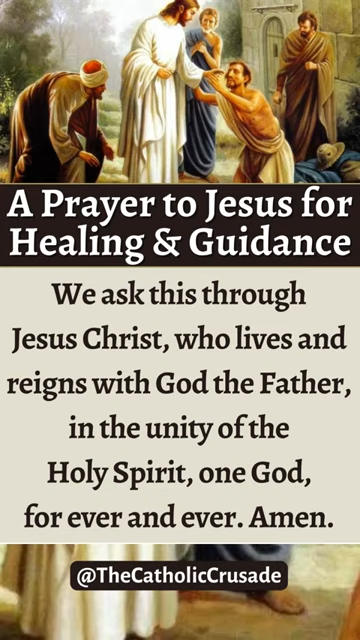 A Prayer to Jesus for
Healing & Guidance
We ask this through
Jesus Christ, who lives and
reigns with God the Father,
in the unity of the
Holy Spirit, one God,
for ever and ever. Amen.
@TheCatholicCrusade